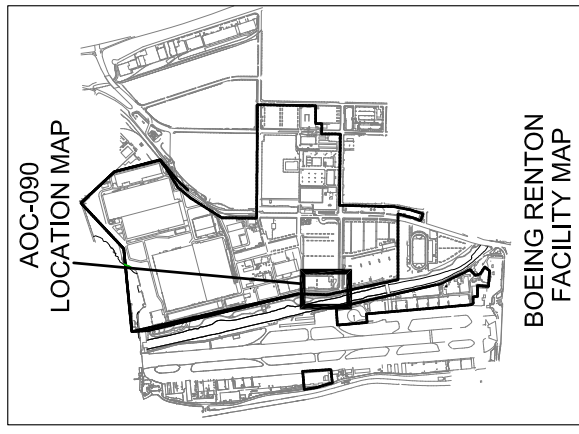 AOC-090
LOCATION MAP
BOEING RENTON
FACILITY MAP